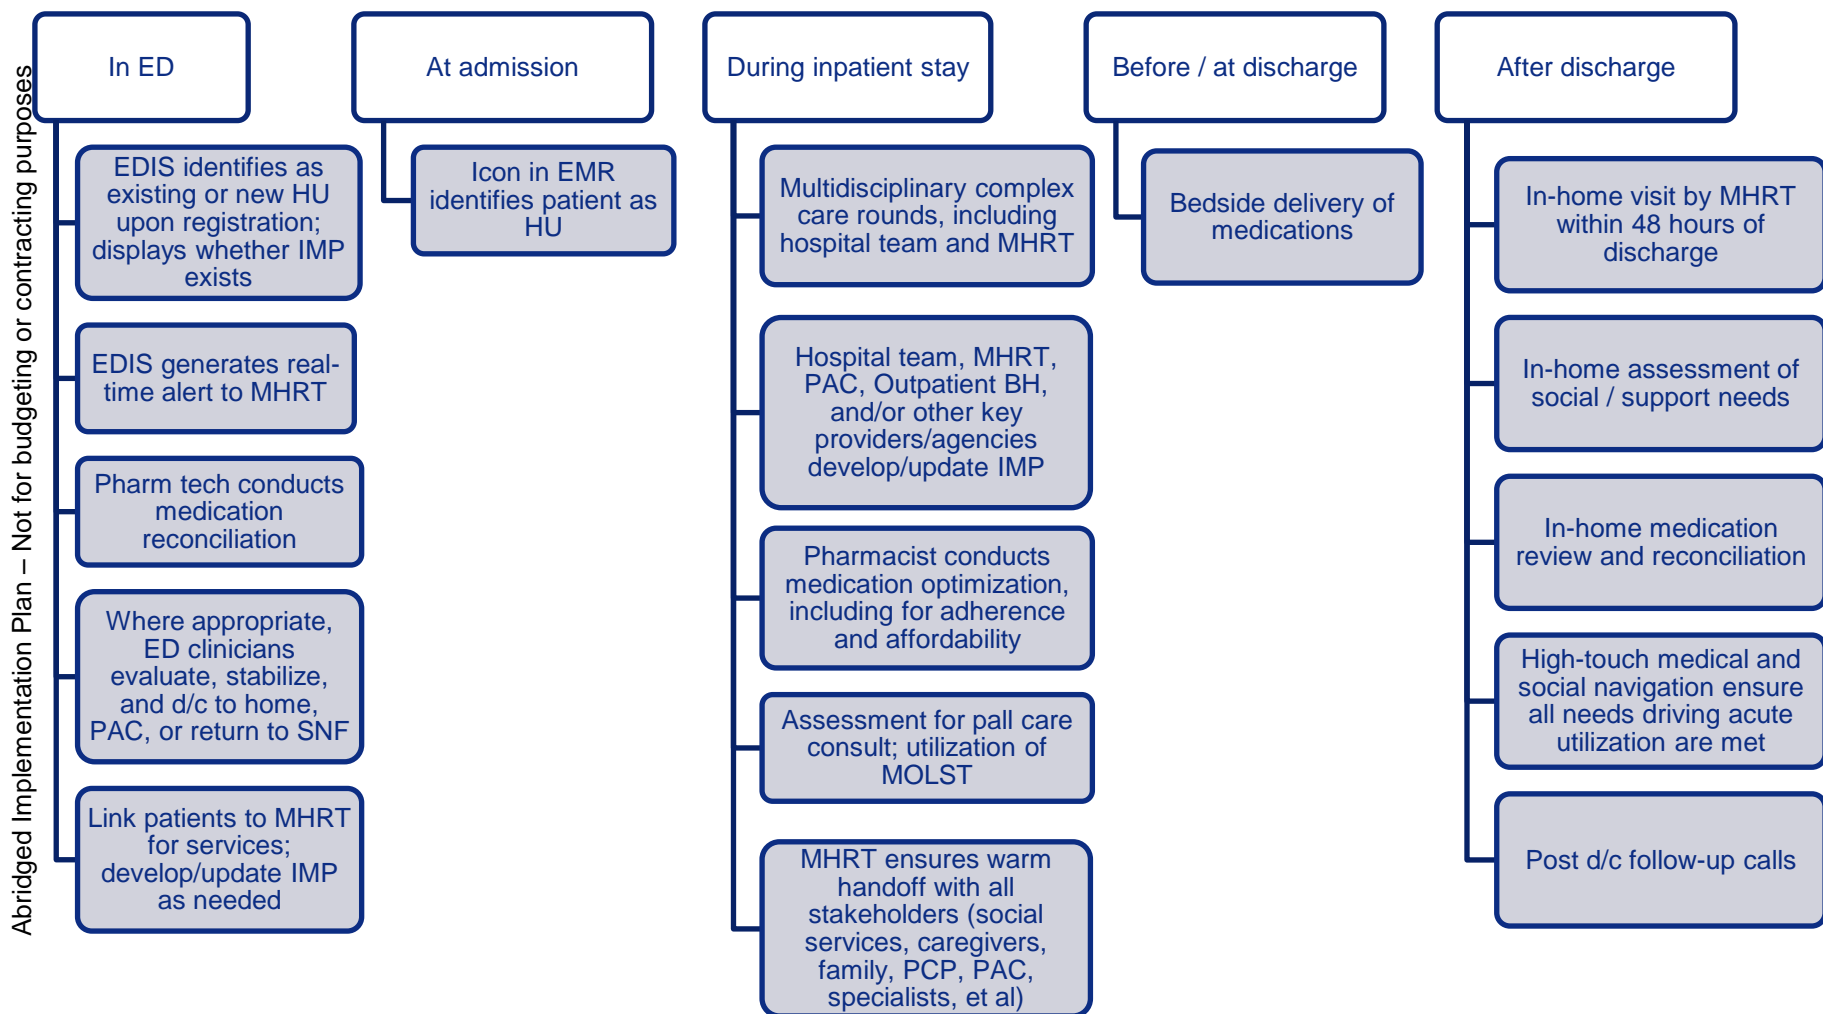 Abridged Implementation Plan – Not for budgeting or contracting purposes
In ED
EDIS identifies as
existing or new HU
upon registration;
displays whether IMP
exists
EDIS generates real-
time alert to MHRT
Pharm tech conducts
medication
reconciliation
Where appropriate,
ED clinicians
evaluate, stabilize,
and d/c to home,
PAC, or return to SNF
Link patients to MHRT
for services;
develop/update IMP
as needed
At admission
Icon in EMR
identifies patient as
HU
During inpatient stay
Multidisciplinary complex
care rounds, including
hospital team and MHRT
Hospital team, MHRT,
PAC, Outpatient BH,
and/or other key
providers/agencies
develop/update IMP
Pharmacist conducts
medication optimization,
including for adherence
and affordability
Assessment for pall care
consult; utilization of
MOLST
MHRT ensures warm
handoff with all
stakeholders (social
services, caregivers,
family, PCP, PAC,
specialists, et al)
Before / at discharge
Bedside delivery of
medications
After discharge
In-home visit by MHRT
within 48 hours of
discharge
In-home assessment of
social / support needs
In-home medication
review and reconciliation
High-touch medical and
social navigation ensure
all needs driving acute
utilization are met
Post d/c follow-up calls